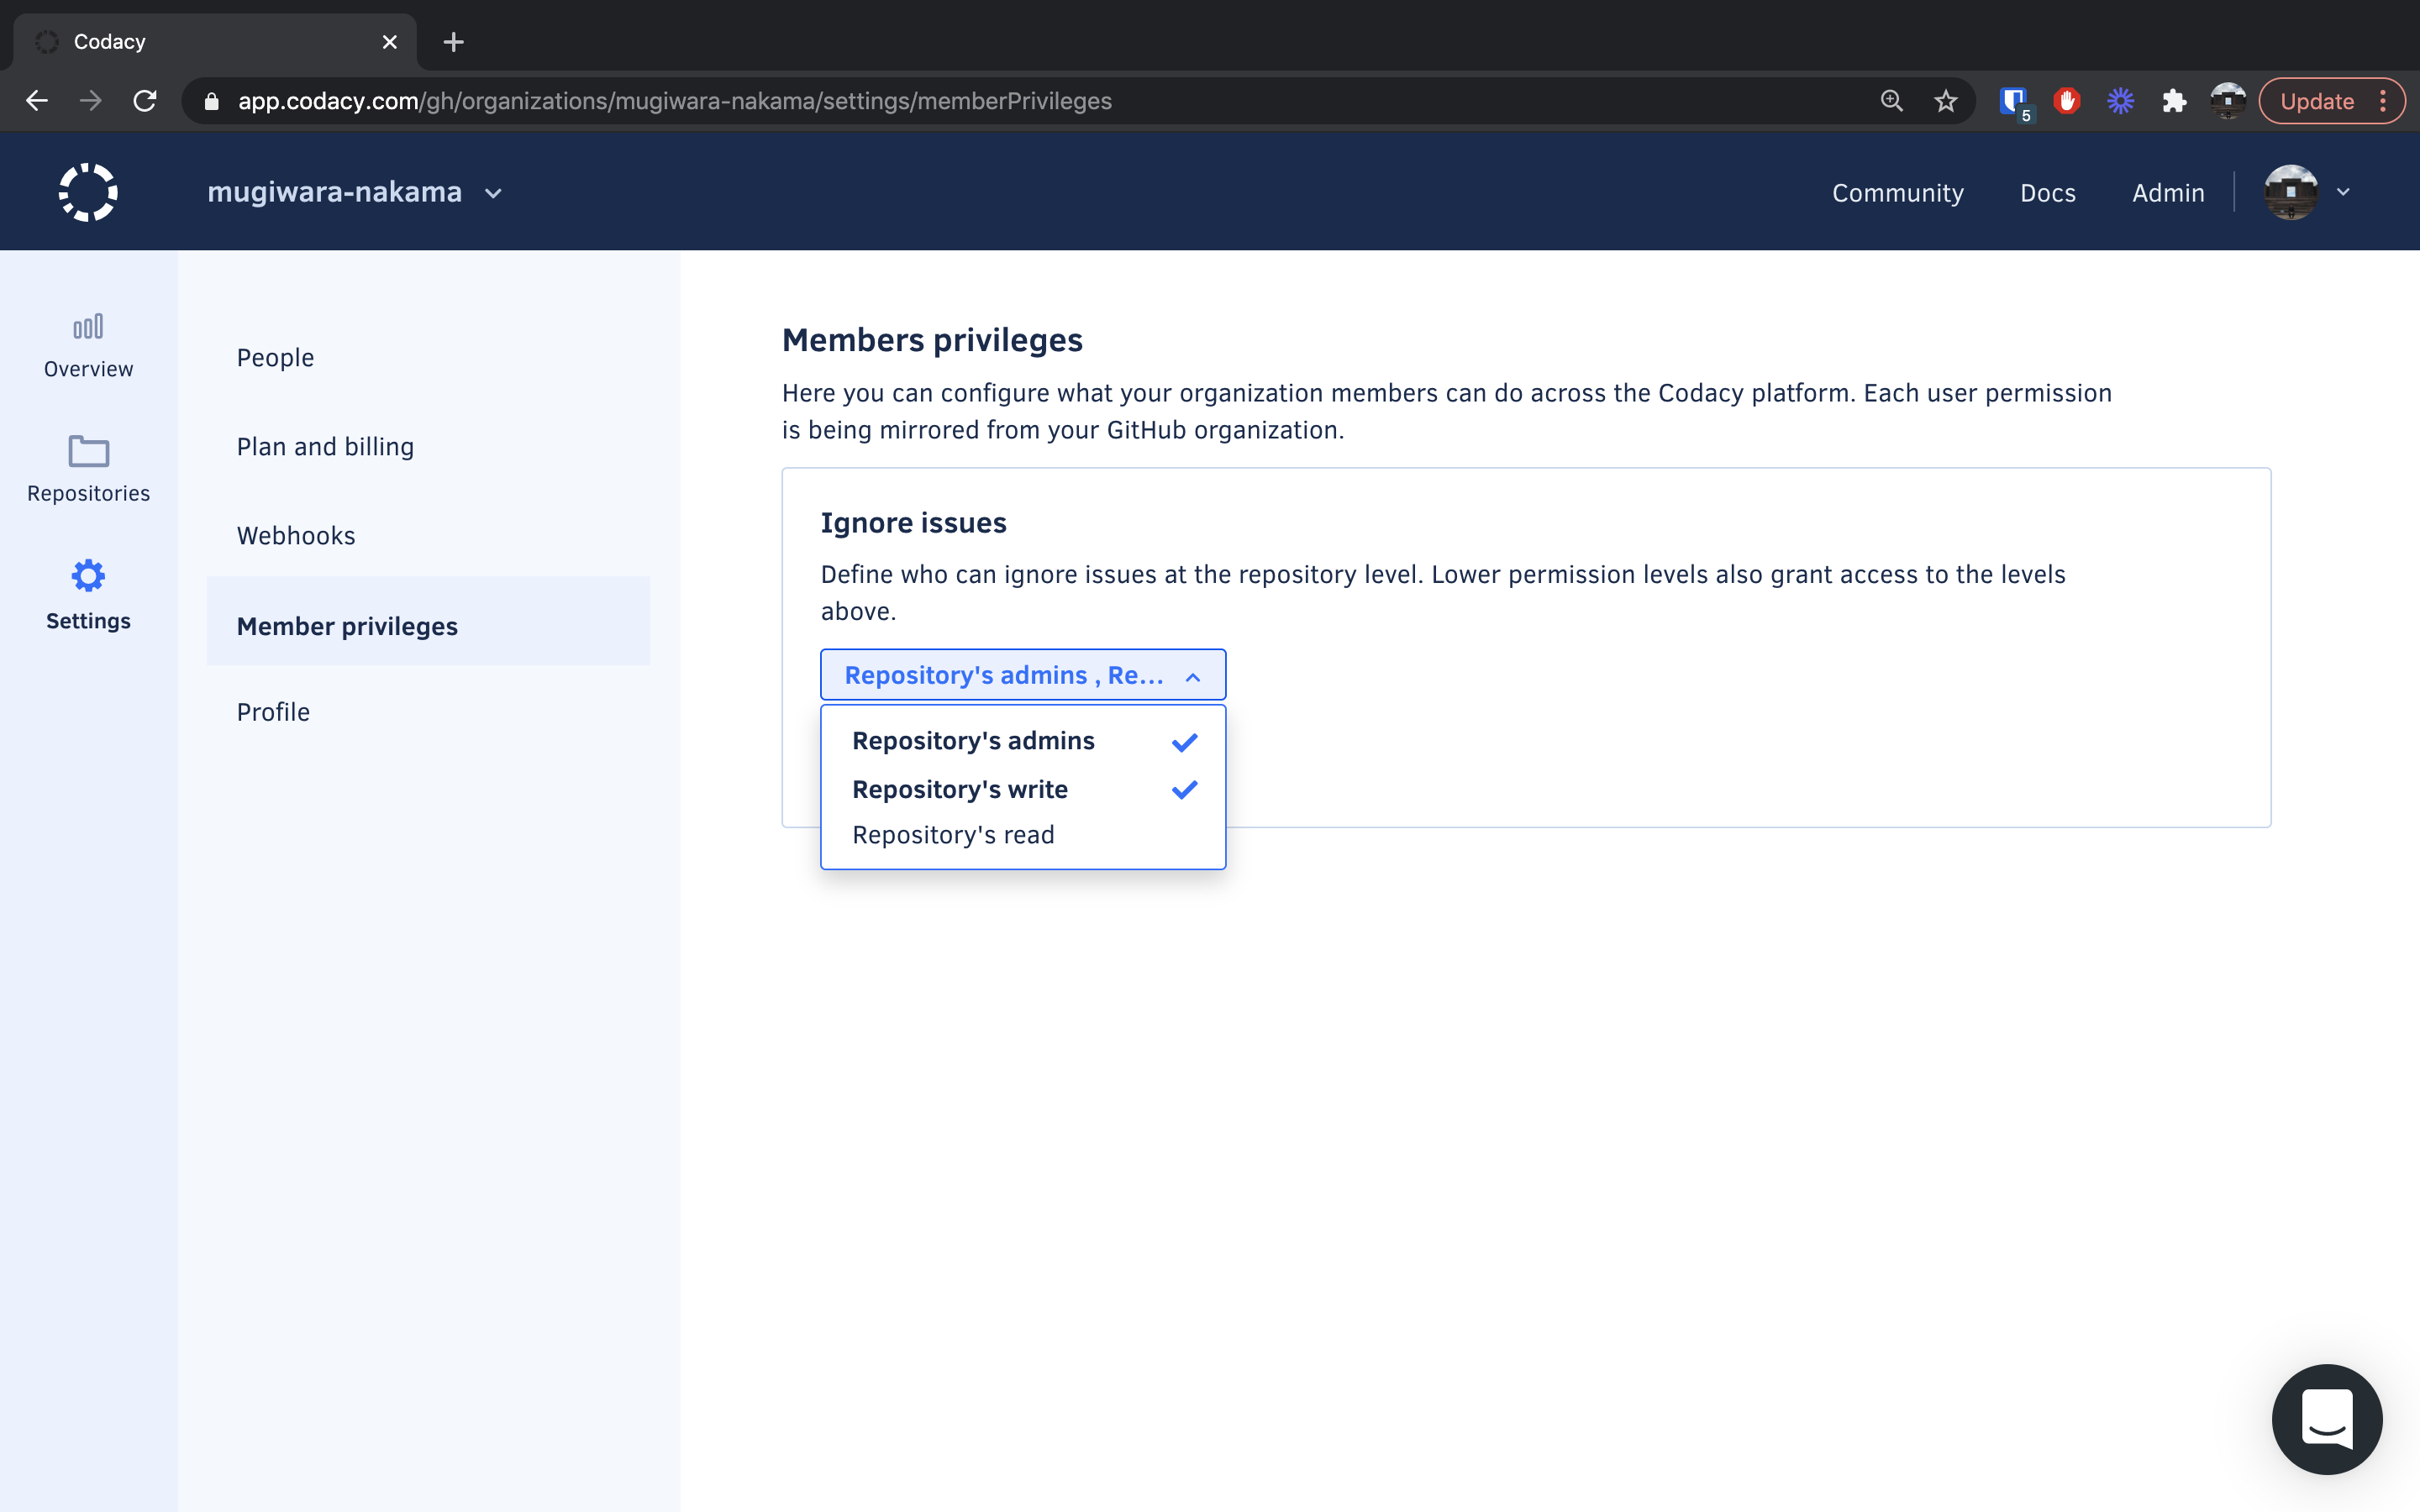 Codacy
app.codacy.com/gh/organizations/mugiwara-nakama/settings/memberPrivileges
5
Update
mugiwara-nakama
Community
Docs
Admin
Overview
Repositories
Settings
People
Plan and billing
Webhooks
Member privileges
Profile
Members privileges
Here you can configure what your organization members can do across the Codacy platform. Each user permission
is being mirrored from your GitHub organization.
Ignore issues
Define who can ignore issues at the repository level. Lower permission levels also grant access to the levels
above.
Repository's admins , Re...
Repository's admins
Repository's write
Repository's read